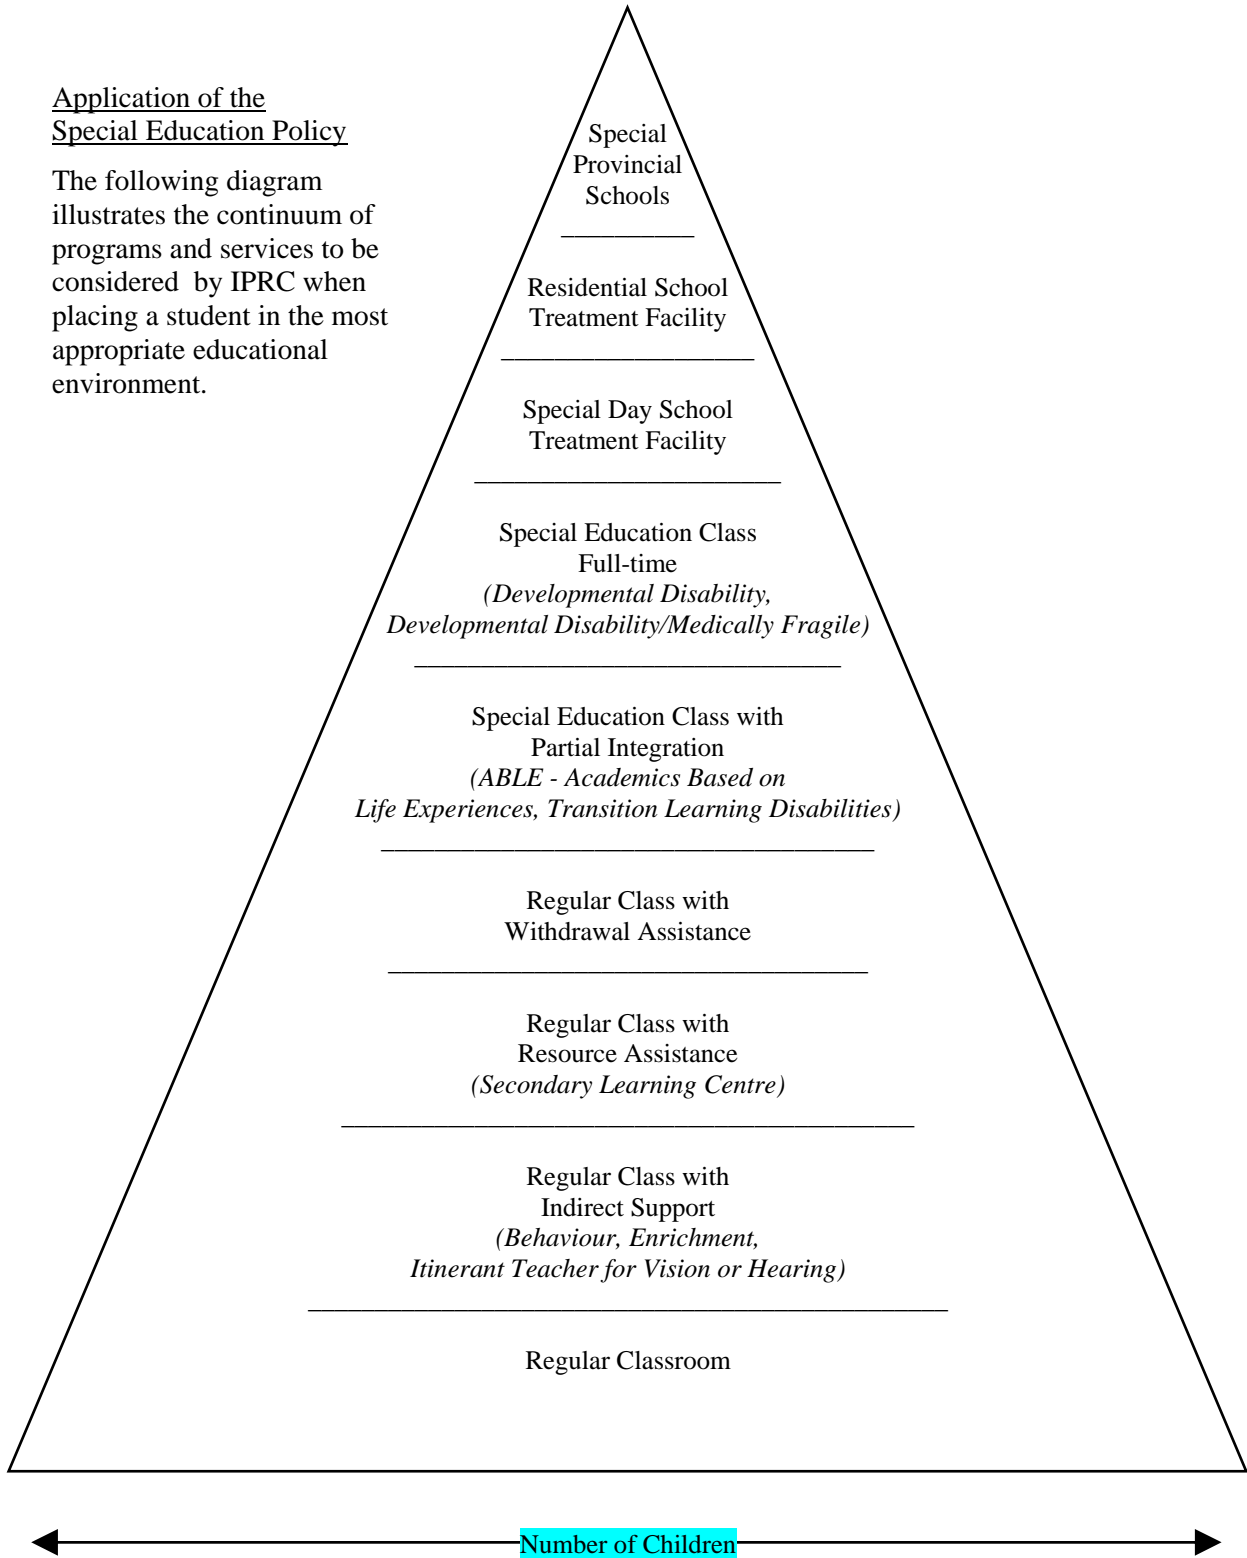 Application of the
Special Education Policy
The following diagram
illustrates the continuum of
programs and services to be
considered  by IPRC when
placing a student in the most
appropriate educational
environment.
Special
Provincial
Schools
Residential School
Treatment Facility
Special Day School
Treatment Facility
Special Education Class
Full-time
(Developmental Disability,
Developmental Disability/Medically Fragile)
Special Education Class with
Partial Integration
(ABLE - Academics Based on
Life Experiences, Transition Learning Disabilities)
Regular Class with
Withdrawal Assistance
Regular Class with
Resource Assistance
(Secondary Learning Centre)
Regular Class with
Indirect Support
(Behaviour, Enrichment,
Itinerant Teacher for Vision or Hearing)
Regular Classroom
Number of Children